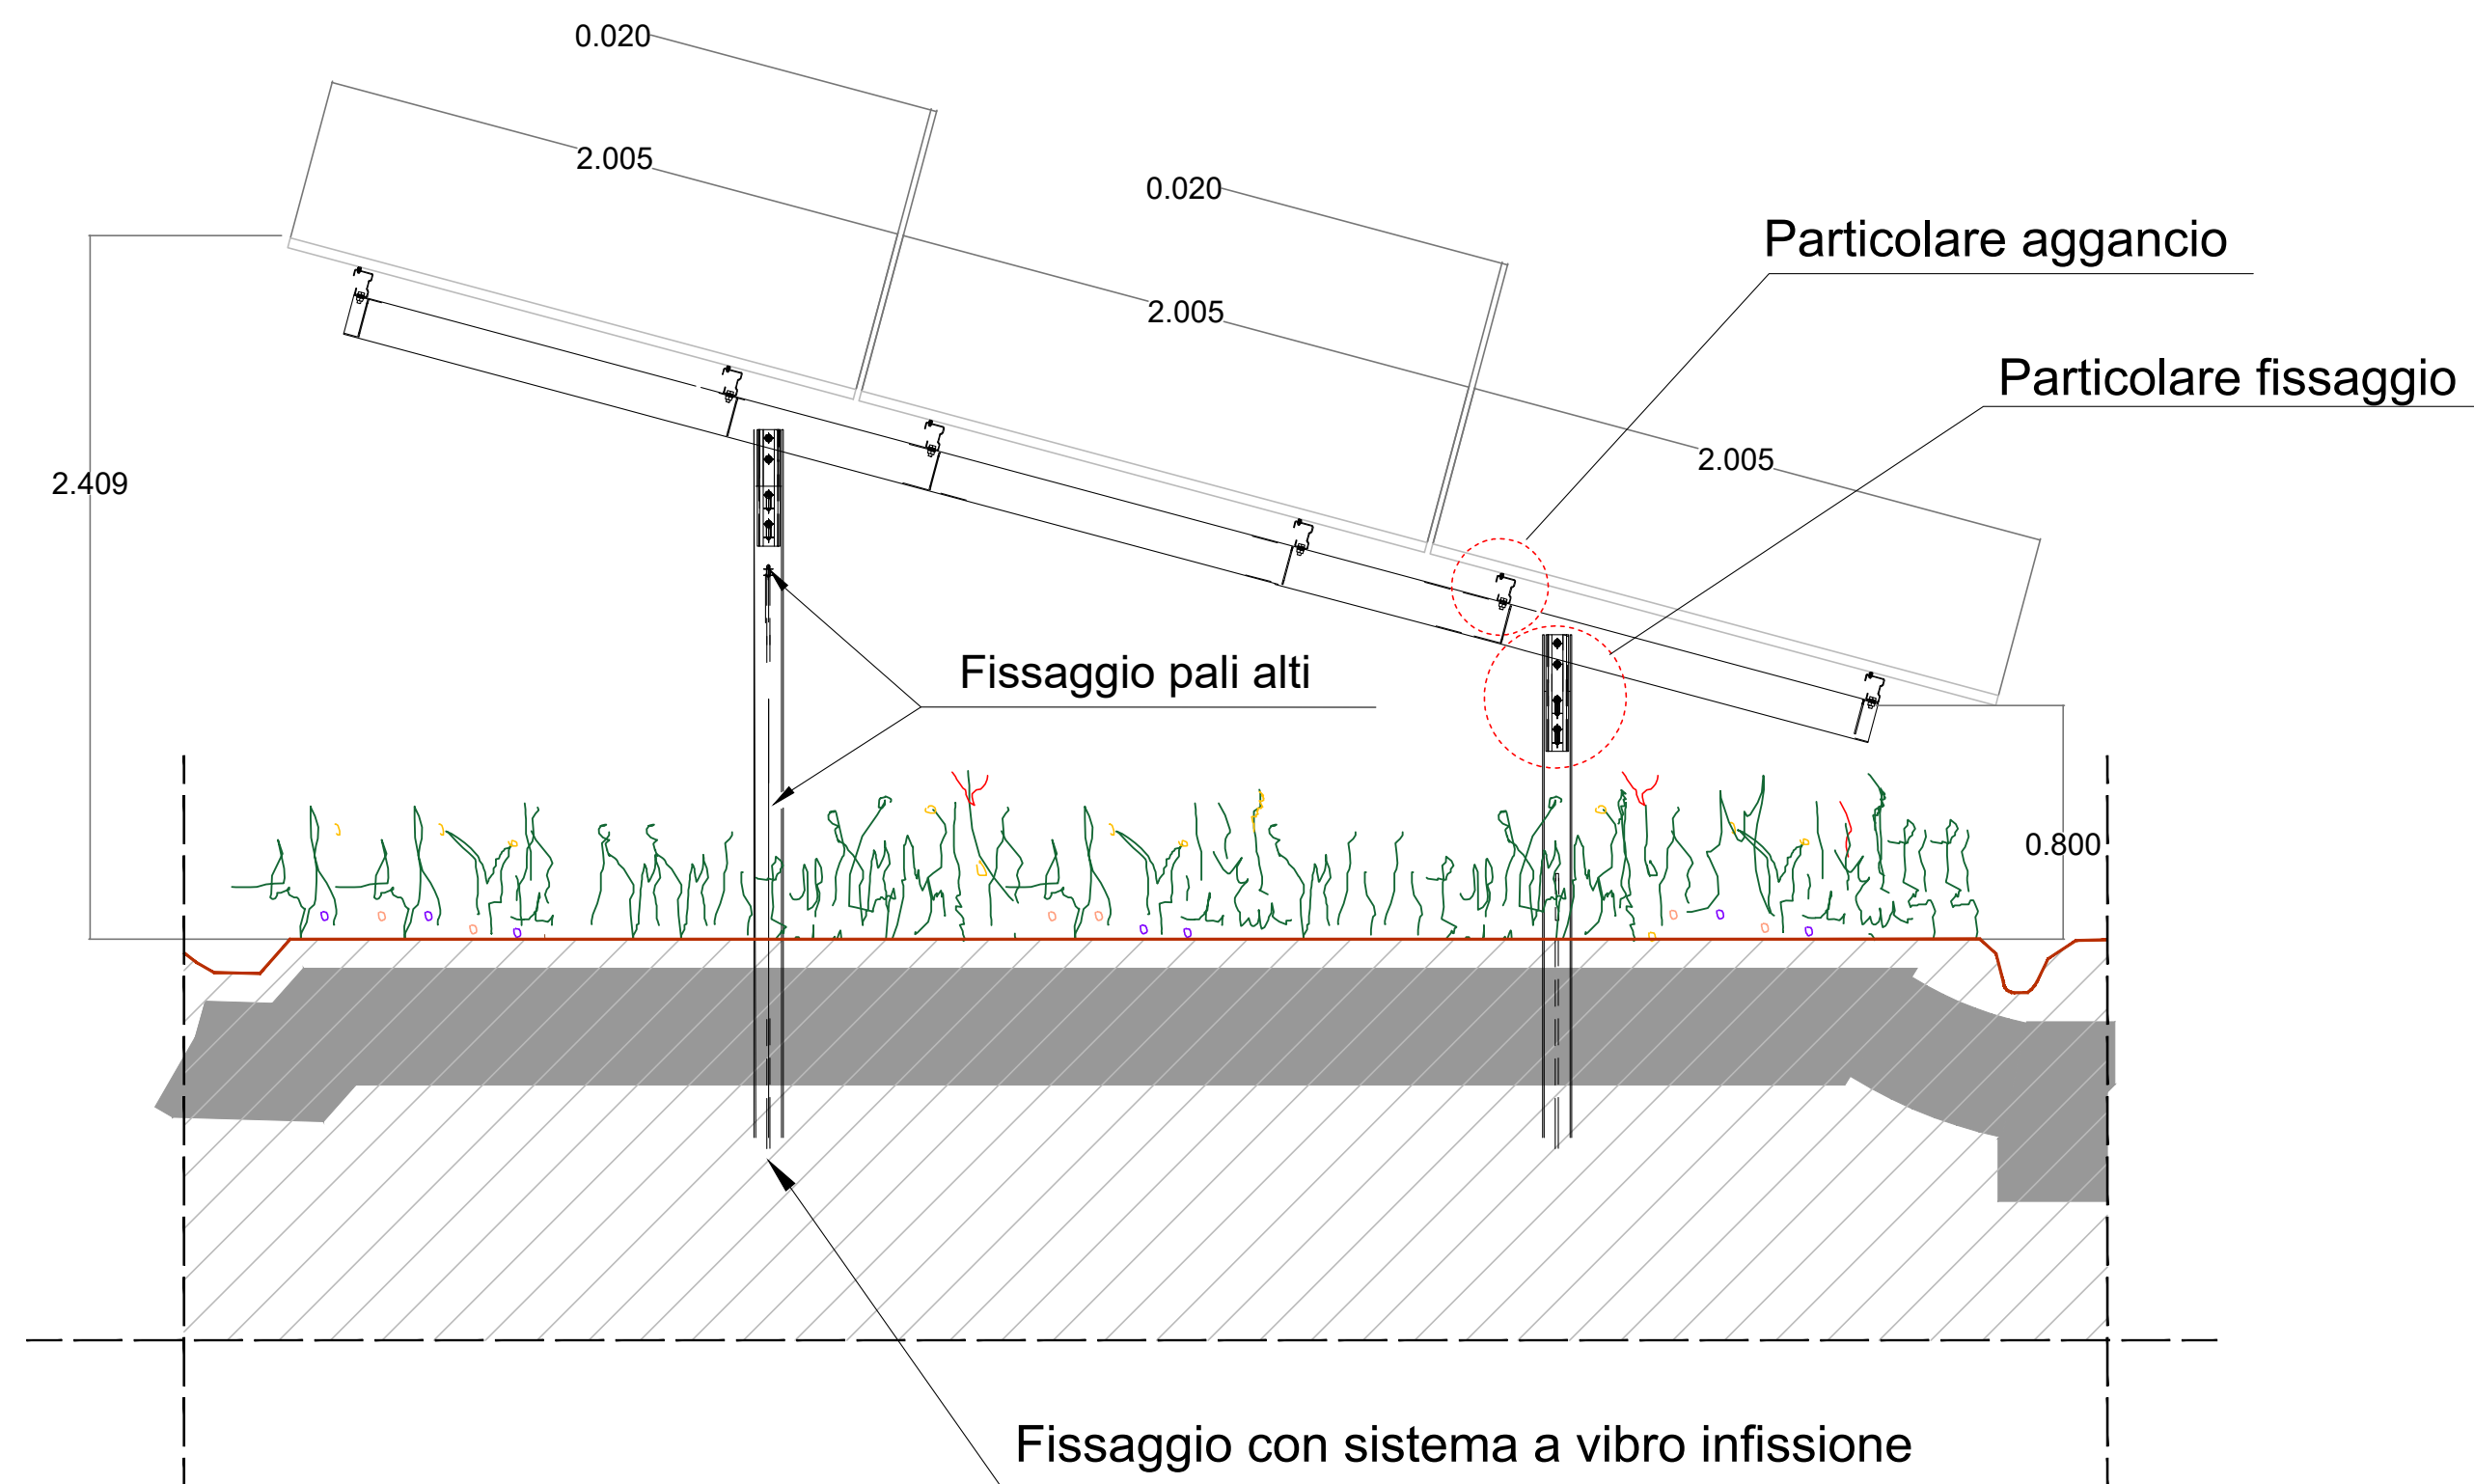 0.020
2.005
0.020
2.005
Particolare aggancio
Particolare fissaggio
2.005
2.409
Fissaggio pali alti
0.800
Fissaggio con sistema a vibro infissione